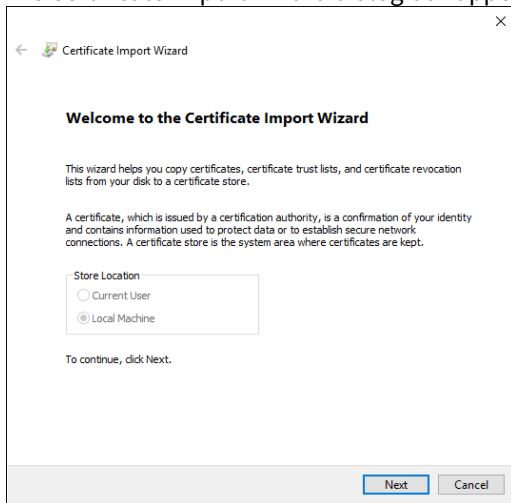 Certificate Import Wizard
Welcome to the Certificate Import Wizard
This wizard helps you copy certificates, certificate trust lists, and certificate revocation
lists from your disk to a certificate store.
A certificate, which is issued by a certification authority, is a confirmation of your identity
and contains information used to protect data or to establish secure network
connections. A certificate store is the system area where certificates are kept.
Store Location
Current User
Local Machine
To continue, click Next.
Next Cancel